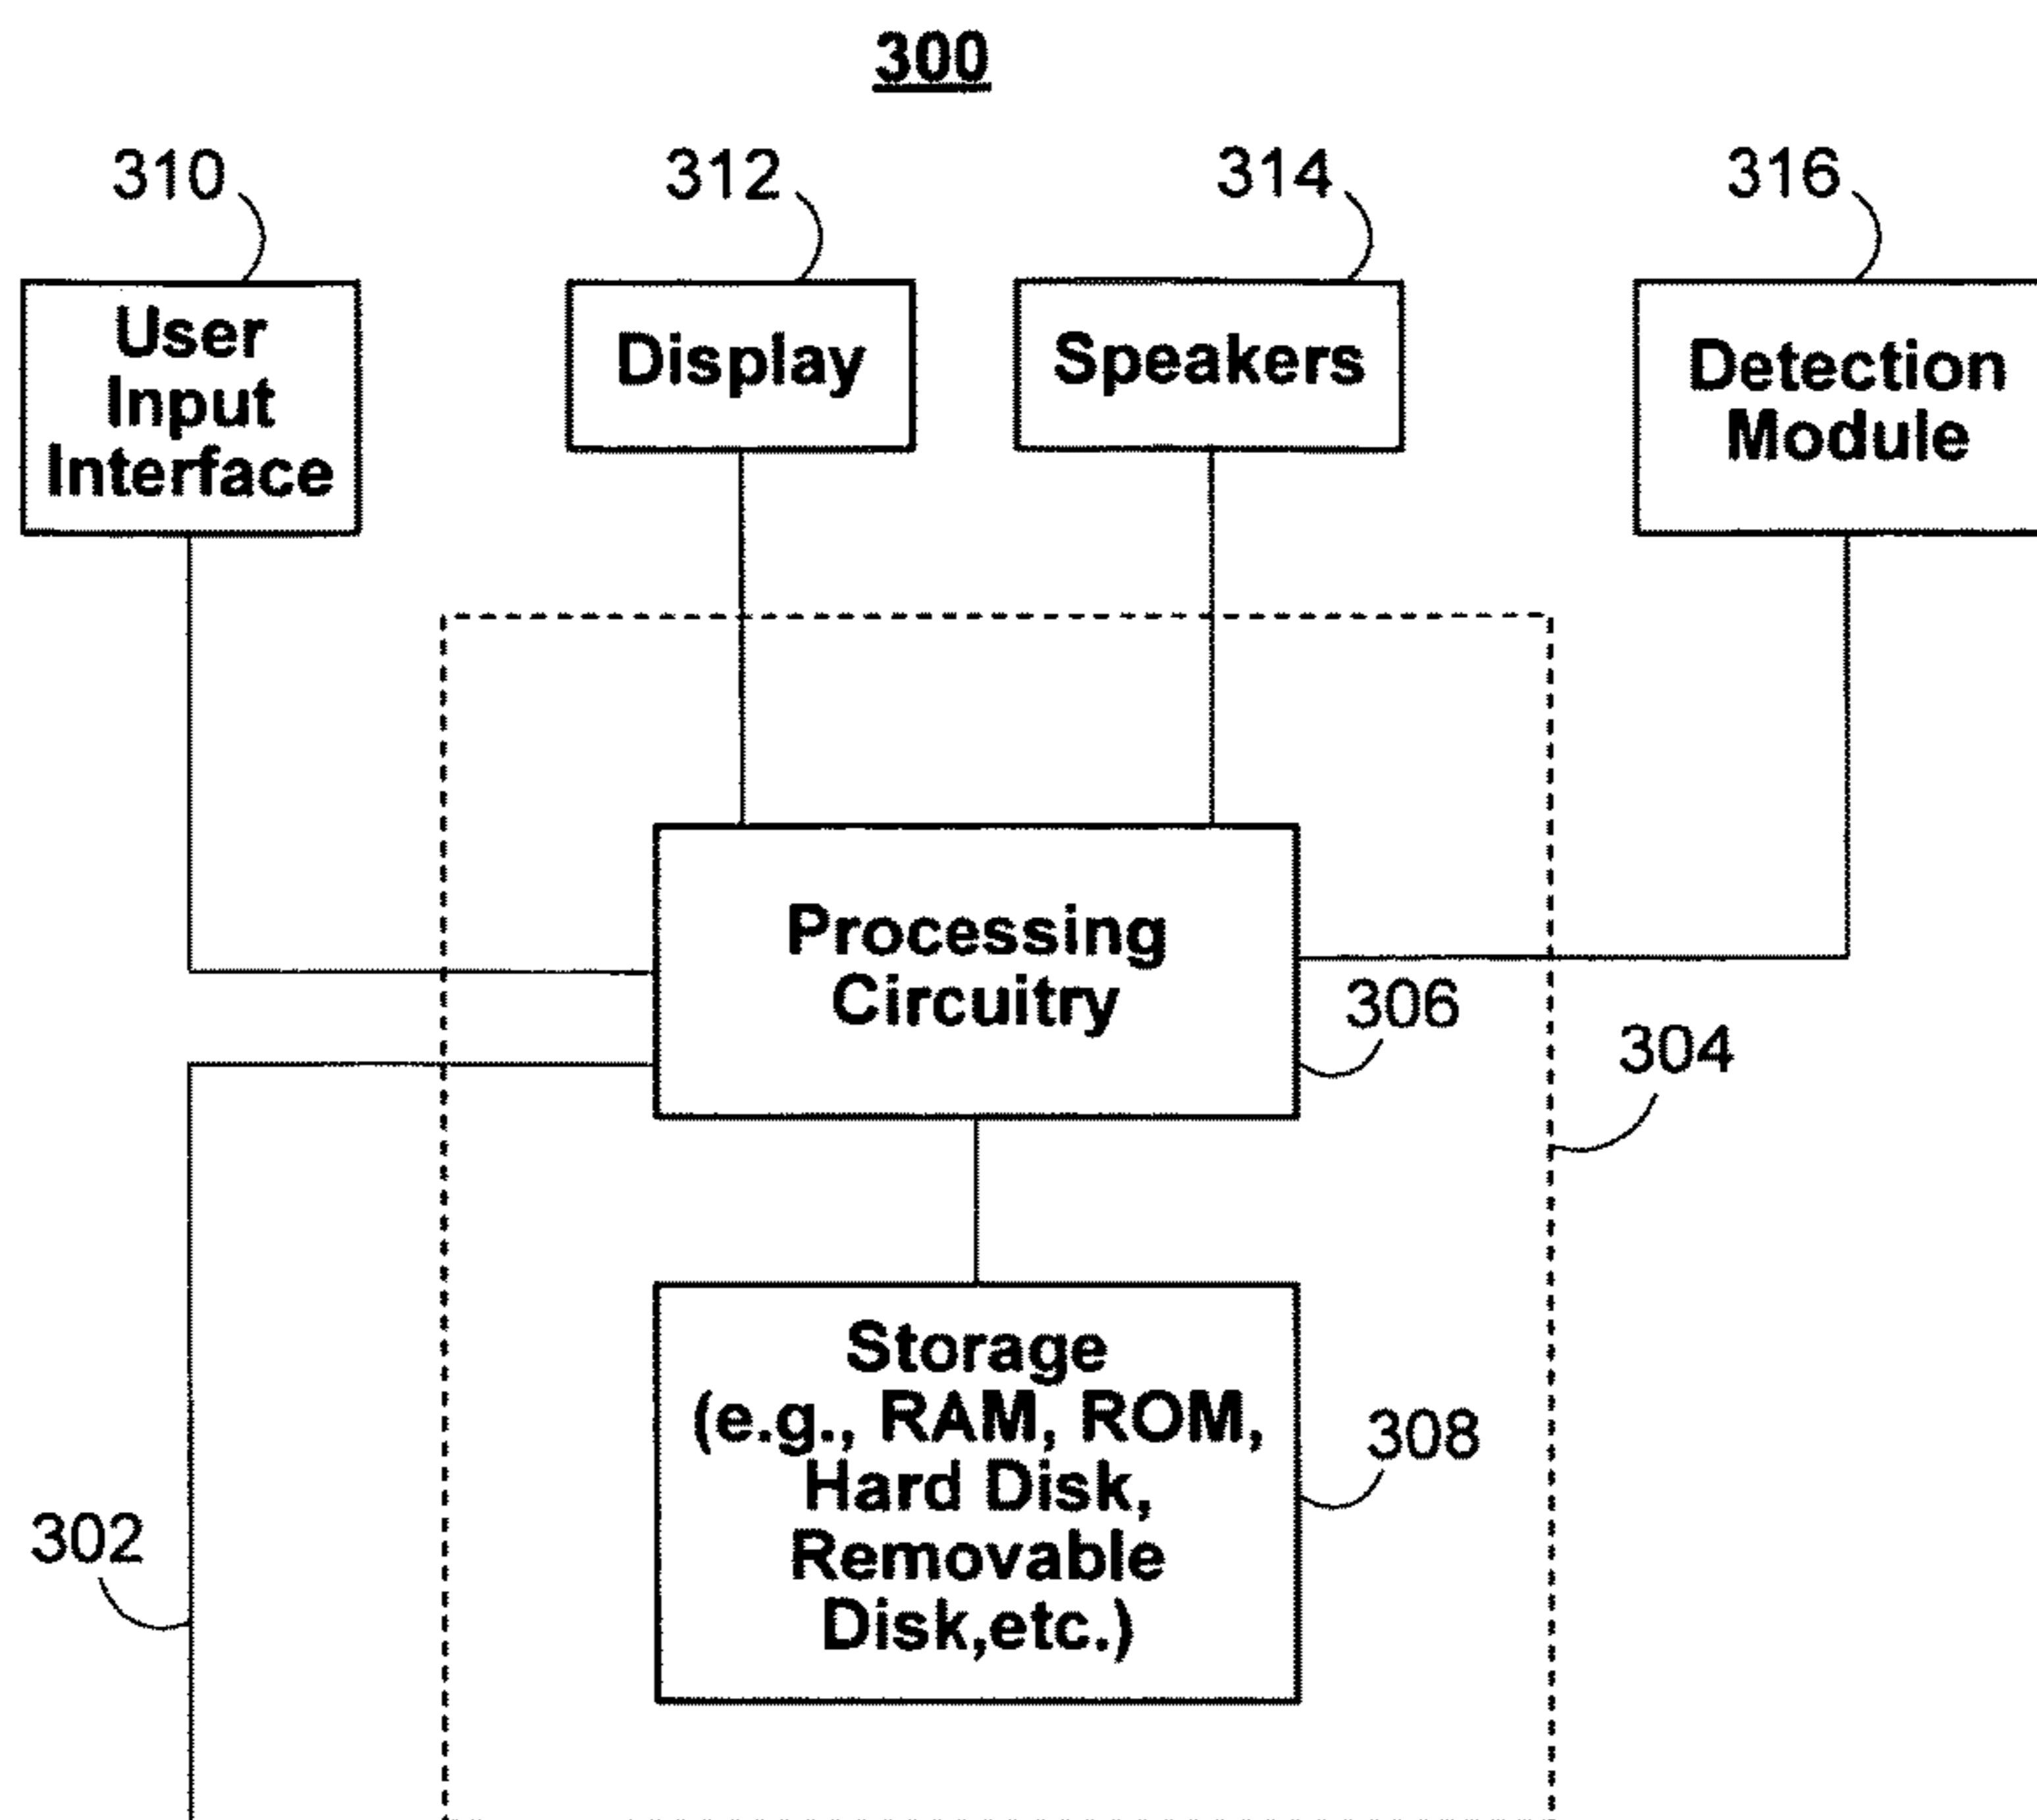 300
310
312
314
316
User
Input
Interface
Display
Speakers
Detection
Module
Processing
Circuitry
306
304
Storage
(e.g., RAM, ROM,
Hard Disk,
Removable
Disk,etc.)
308
302